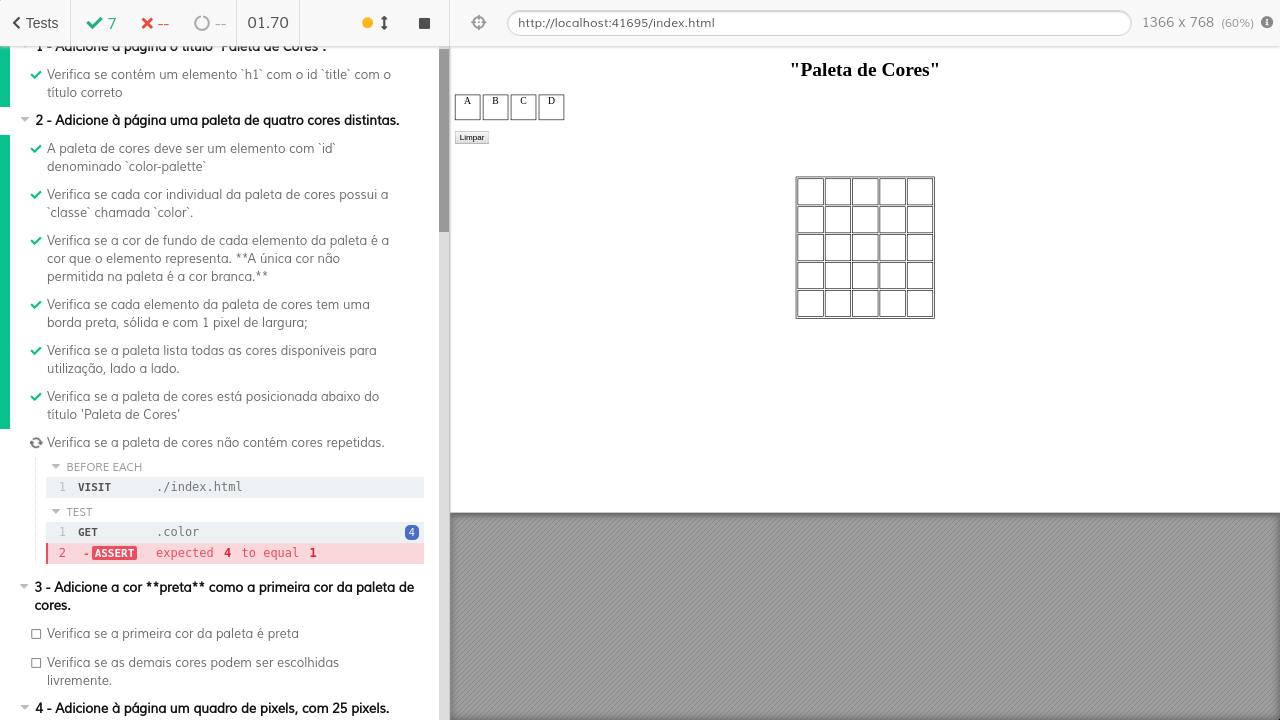 Tests
7
--
--
01.70
http://localhost:41695/index.html
1366 x 768 (60%)
1 - Adicione à página o título "Paleta de Cores".
Verifica se contém um elemento `h1` com o id `title` com o
título correto
2 - Adicione à página uma paleta de quatro cores distintas.
A paleta de cores deve ser um elemento com `id`
denominado `color-palette`
Verifica se cada cor individual da paleta de cores possui a
`classe` chamada `color`.
Verifica se a cor de fundo de cada elemento da paleta é a
cor que o elemento representa. **A única cor não
permitida na paleta é a cor branca.**
Verifica se cada elemento da paleta de cores tem uma
borda preta, sólida e com 1 pixel de largura;
Verifica se a paleta lista todas as cores disponíveis para
utilização, lado a lado.
Verifica se a paleta de cores está posicionada abaixo do
título 'Paleta de Cores'
Verifica se a paleta de cores não contém cores repetidas.
BEFORE EACH
1 VISIT ./index.html
TEST
1 GET .color 4
2 -ASSERT expected 4 to equal 1
3 - Adicione a cor **preta** como a primeira cor da paleta de
cores.
Verifica se a primeira cor da paleta é preta
Verifica se as demais cores podem ser escolhidas
livremente.
4 - Adicione à página um quadro de pixels, com 25 pixels.
"Paleta de Cores"
A B C D
Limpar